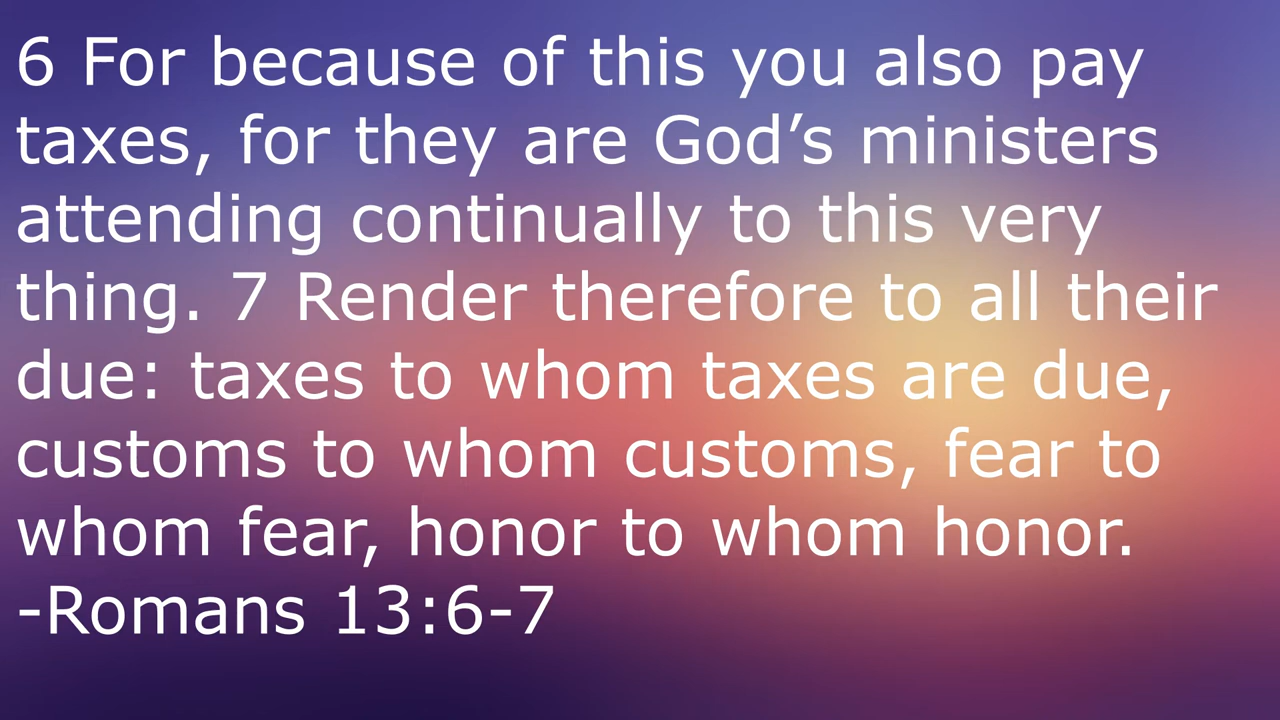 6 For because of this you also pay
taxes, for they are God’s ministers
attending continually to this very
thing. 7 Render therefore to all their
due: taxes to whom taxes are due,
customs to whom customs, fear to
whom fear, honor to whom honor.
-Romans 13:6-7